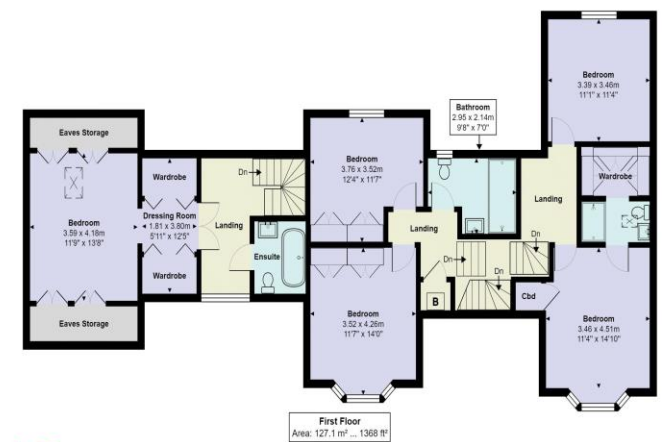 Eaves Storage
Bedroom
3.59 x 4.18m
11'9" x 13'8"
Eaves Storage
Wardrobe
Dressing Room
1.81 x 3.80m
5'11" x 12'5"
Wardrobe
Landing
Dn
Ensuite
Bedroom
3.76 x 3.52m
12'4" x 11'7"
Bathroom
2.95 x 2.14m
9'8" x 7'0"
Landing
Dn
Dn
Dn
B
Bedroom
3.52 x 4.26m
11'7" x 14'0"
Bedroom
3.39 x 3.46m
11'1" x 11'4"
Landing
Wardrobe
Cbd
Bedroom
3.46 x 4.51m
11'4" x 14'10"
First Floor
Area: 127.1 m² ... 1368 ft²